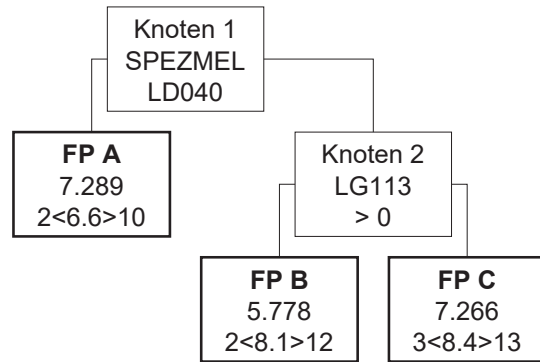 Knoten 1
SPEZMEL
LD040
FP A
7.289
2<6.6>10
Knoten 2
LG113
> 0
FP B
5.778
2<8.1>12
FP C
7.266
3<8.4>13